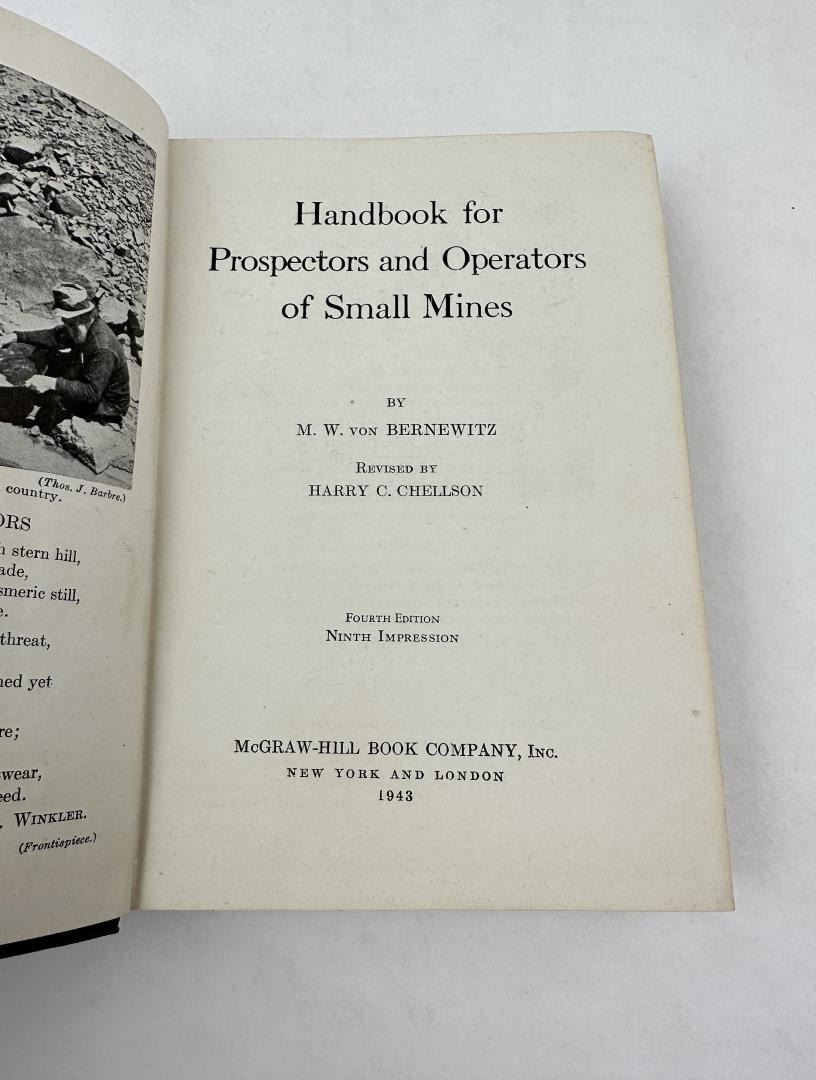 (Thos. J. Barbre.)
country.
ORS
stern hill,
ade,
smeric still,
e.
threat,
ned yet
re;
swear,
eed.
. WINKLER.
(Frontispiece.)
Handbook for
Prospectors and Operators
of Small Mines
BY
M. W. VON BERNEWITZ
REVISED BY
HARRY C. CHELLSON
FOURTH EDITION
NINTH IMPRESSION
McGRAW-HILL BOOK COMPANY, INC.
NEW YORK AND LONDON
1943